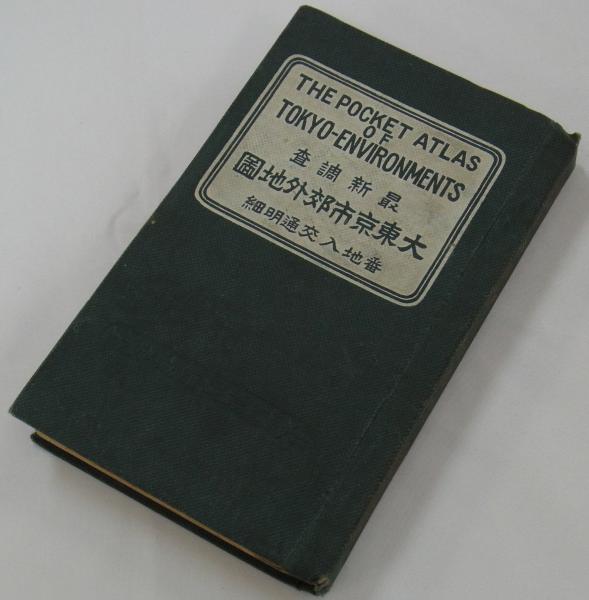 THE POCKET ATLAS
OF
TOKYO-ENVIRONMENTS
最新調査
大東京市郊外地圖
番地入交通明細